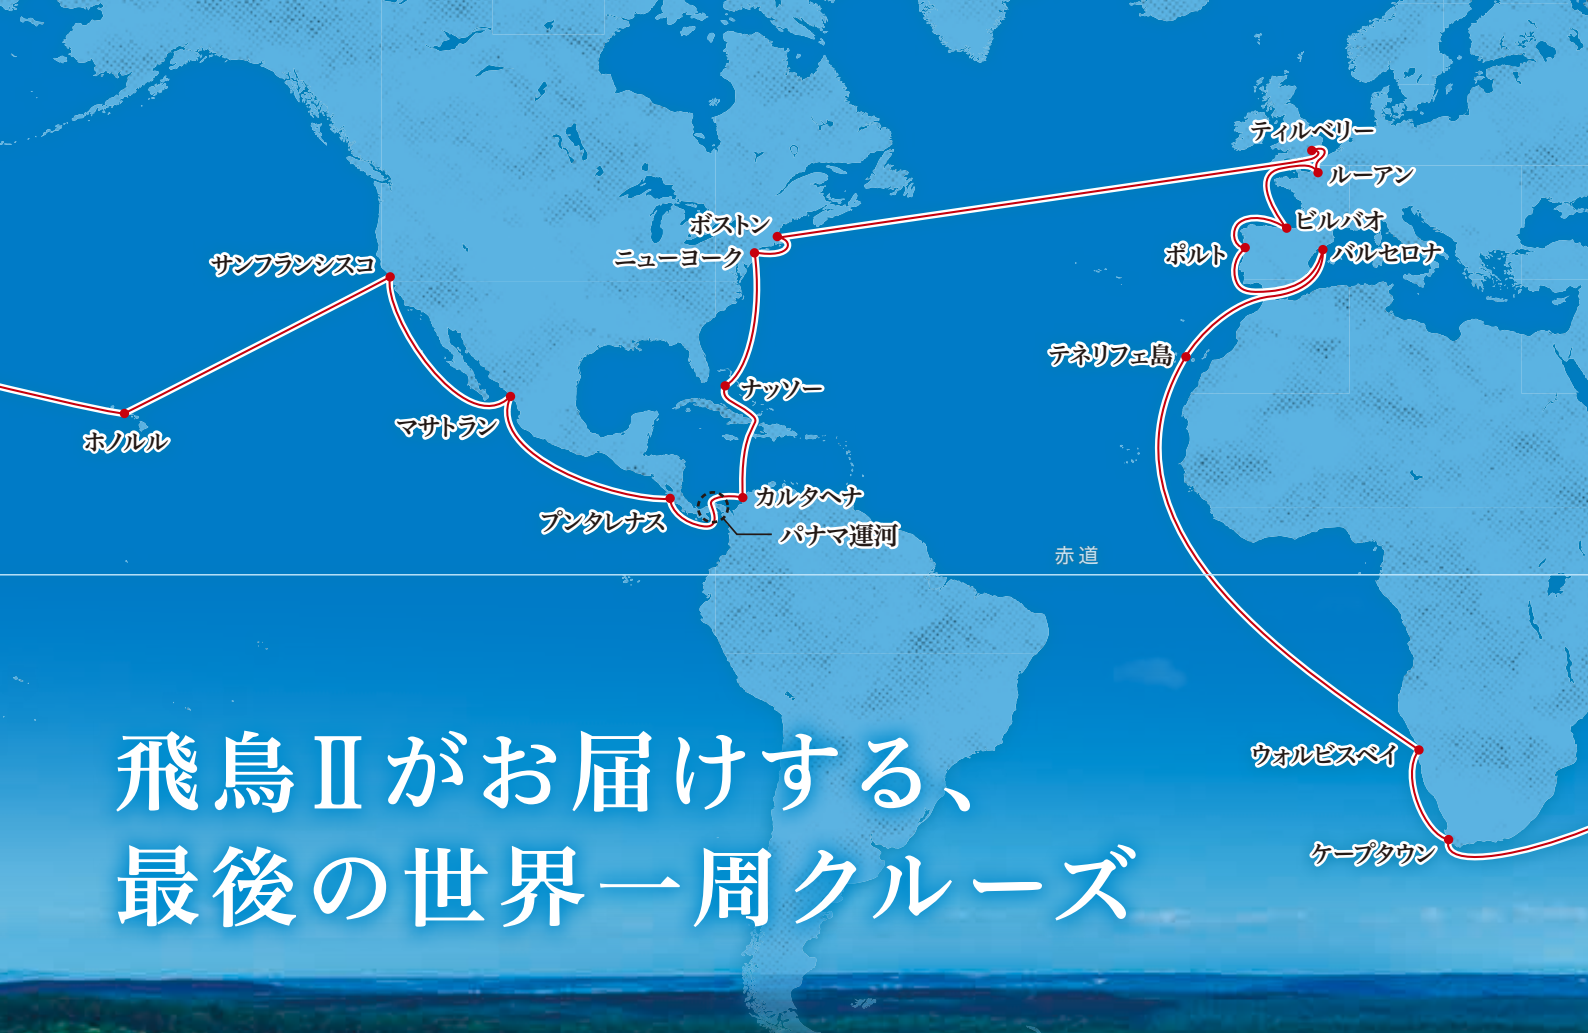 ティルベリー
ルーアン
ボストン
ビルバオ
ニューヨーク
ポルト
バルセロナ
サンフランシスコ
テネリフェ島
ナッソー
マサトラン
ホノルル
カルタヘナ
プンタレナス
パナマ運河
赤道
飛鳥Ⅱがお届けする、
ウォルビスベイ
最後の世界一周クルーズ
ケープタウン